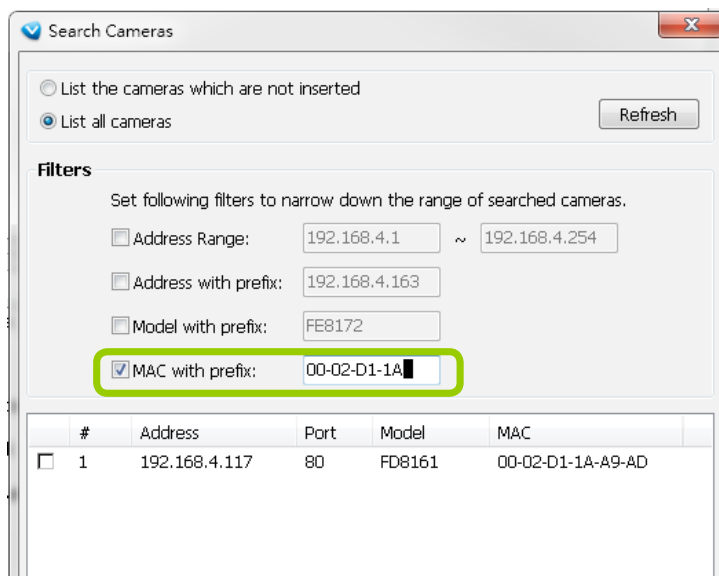 Search Cameras
List the cameras which are not inserted
List all cameras
Refresh
Filters
Set following filters to narrow down the range of searched cameras.
Address Range: 192.168.4.1 ~ 192.168.4.254
Address with prefix: 192.168.4.163
Model with prefix: FE8172
MAC with prefix: 00-02-D1-1A
# Address Port Model MAC
1 192.168.4.117 80 FD8161 00-02-D1-1A-A9-AD